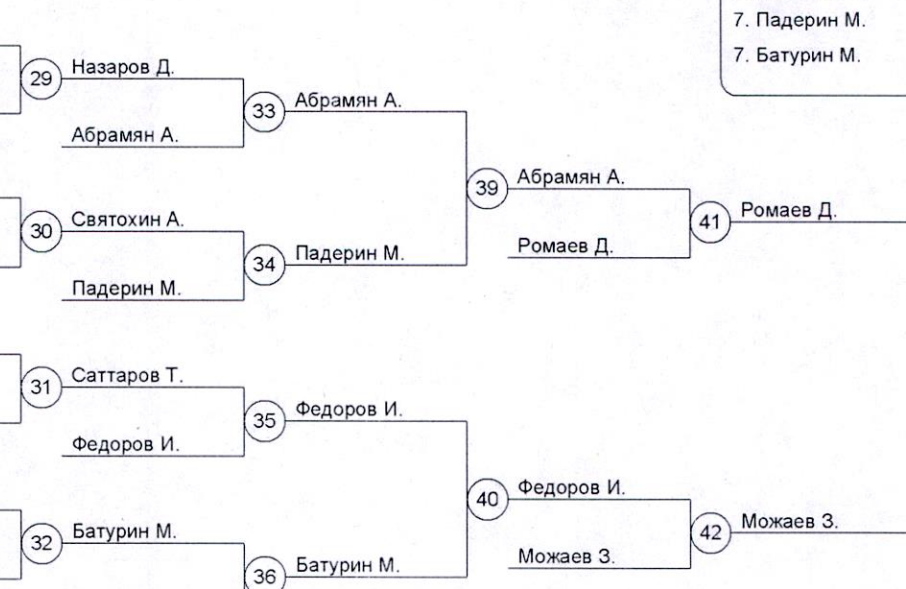 7. Падерин М.
7. Батурин М.
29 Назаров Д.
33 Абрамян А.
Абрамян А.
39 Абрамян А.
30 Святохин А.
41 Ромаев Д.
34 Падерин М.
Ромаев Д.
Падерин М.
31 Саттаров Т.
35 Федоров И.
Федоров И.
40 Федоров И.
32 Батурин М.
42 Можаев З.
36 Батурин М.
Можаев З.